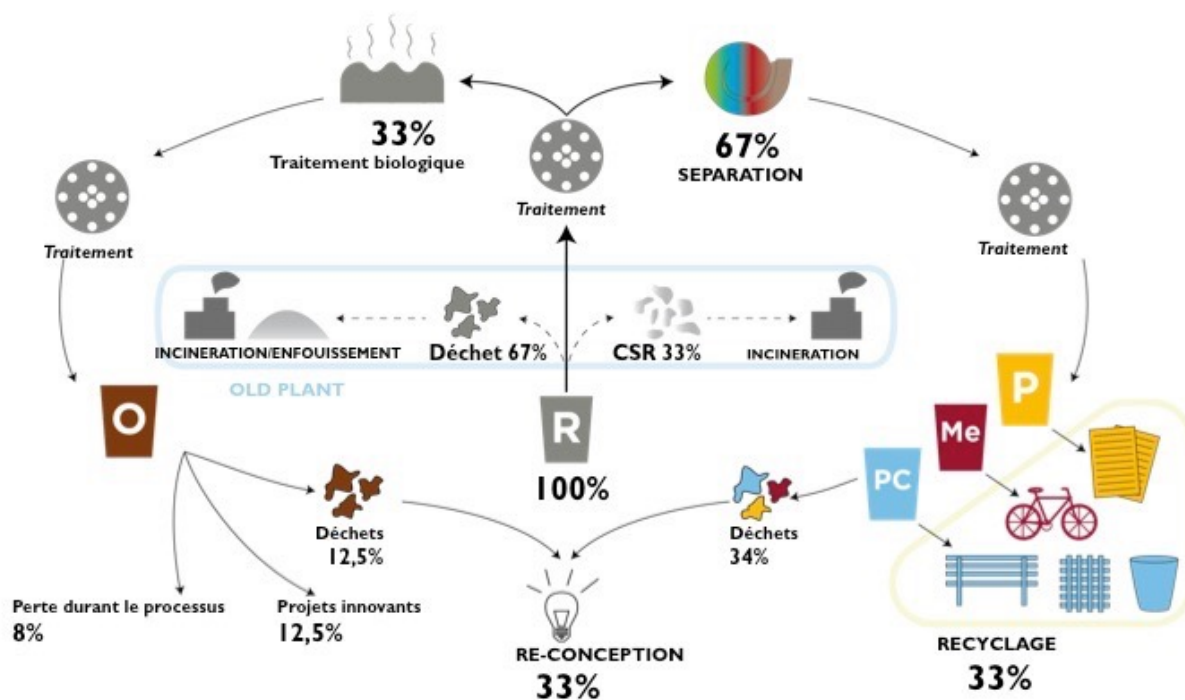 33%
Traitement biologique
67%
SEPARATION
Traitement
Traitement
Traitement
INCINERATION/ENFOUISSEMENT
Déchet 67%
CSR 33%
INCINERATION
OLD PLANT
O
R
100%
P
Me
PC
Déchets
12,5%
Déchets
34%
Perte durant le processus
8%
Projets innovants
12,5%
RE-CONCEPTION
33%
RECYCLAGE
33%